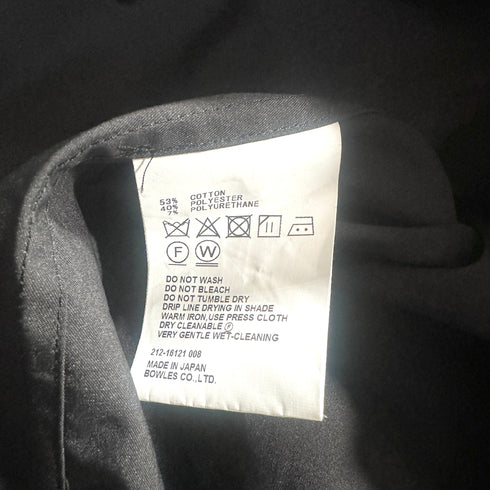 53% COTTON
40% POLYESTER
7% POLYURETHANE
F W
DO NOT WASH
DO NOT BLEACH
DO NOT TUMBLE DRY
DRIP LINE DRYING IN SHADE
WARM IRON,USE PRESS CLOTH
DRY CLEANABLE Ⓕ
VERY GENTLE WET-CLEANING
212-16121 008
MADE IN JAPAN
BOWLES CO.,LTD.